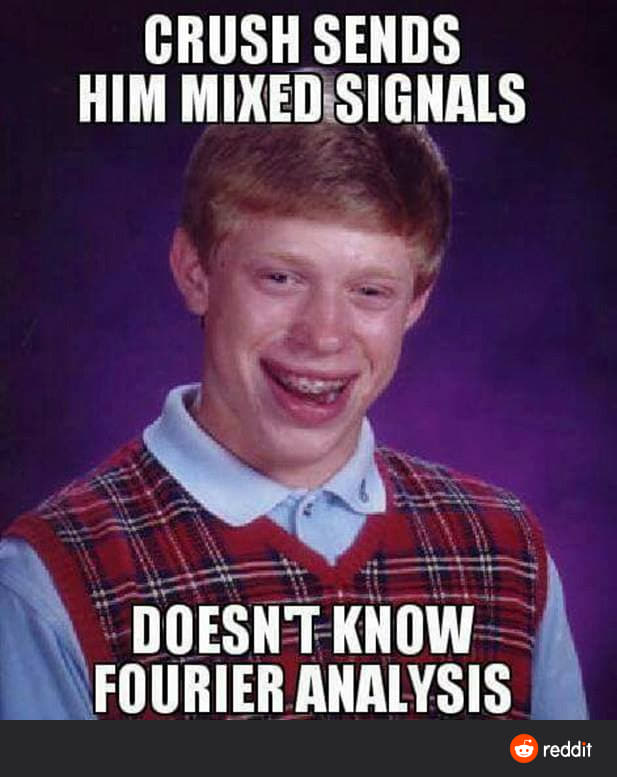 CRUSH SENDS
HIM MIXED SIGNALS
DOESN'T KNOW
FOURIER ANALYSIS
reddit